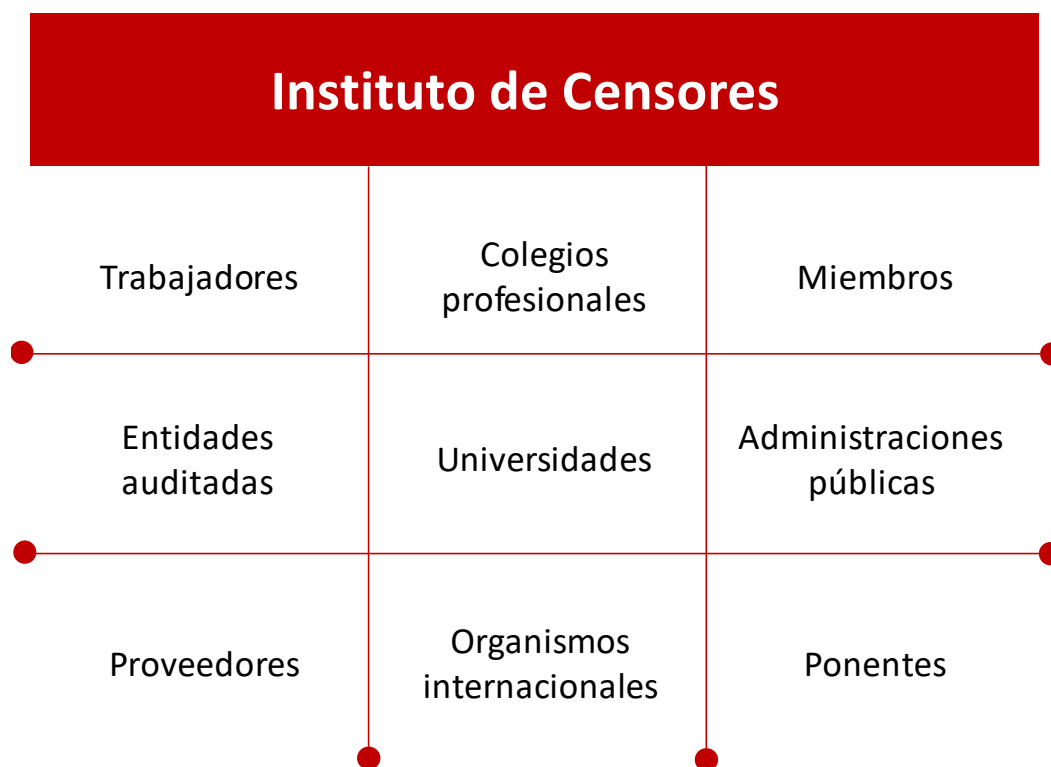 Instituto de Censores
Trabajadores
Colegios
profesionales
Miembros
Entidades
auditadas
Universidades
Administraciones
públicas
Proveedores
Organismos
internacionales
Ponentes